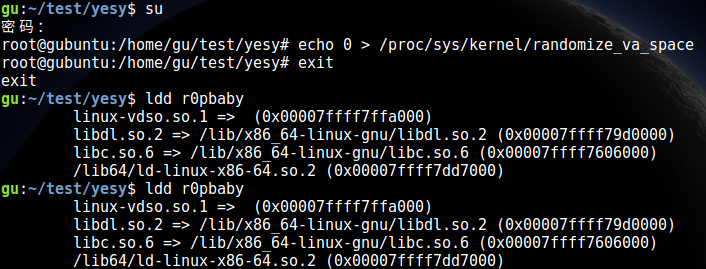 gu:~/test/yesy$ su
密码：
root@gubuntu:/home/gu/test/yesy# echo 0 > /proc/sys/kernel/randomize_va_space
root@gubuntu:/home/gu/test/yesy# exit
exit
gu:~/test/yesy$ ldd r0pbaby
linux-vdso.so.1 =>  (0x00007ffff7ffa000)
libdl.so.2 => /lib/x86_64-linux-gnu/libdl.so.2 (0x00007ffff79d0000)
libc.so.6 => /lib/x86_64-linux-gnu/libc.so.6 (0x00007ffff7606000)
/lib64/ld-linux-x86-64.so.2 (0x00007ffff7dd7000)
gu:~/test/yesy$ ldd r0pbaby
linux-vdso.so.1 =>  (0x00007ffff7ffa000)
libdl.so.2 => /lib/x86_64-linux-gnu/libdl.so.2 (0x00007ffff79d0000)
libc.so.6 => /lib/x86_64-linux-gnu/libc.so.6 (0x00007ffff7606000)
/lib64/ld-linux-x86-64.so.2 (0x00007ffff7dd7000)